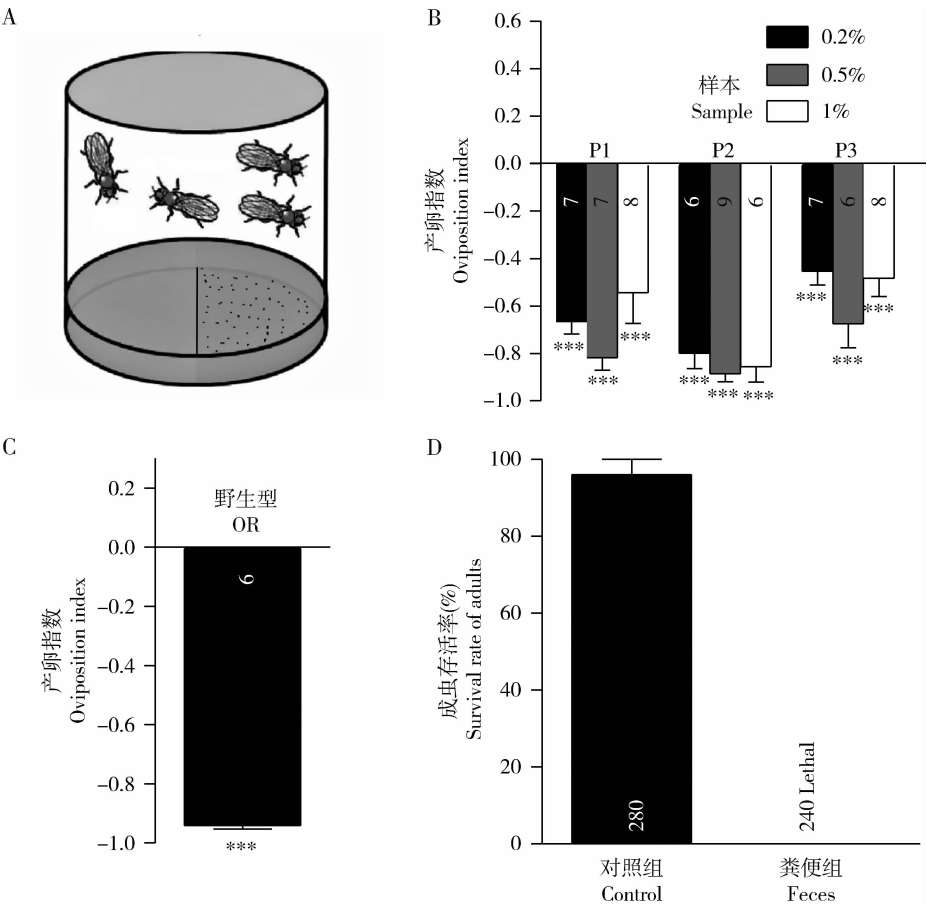 A
B
0.6
0.4
0.2
0.0
-0.2
-0.4
-0.6
-0.8
-1.0
产卵指数
Oviposition index
样本
Sample
0.2%
0.5%
1%
P1
P2
P3
7
7
8
6
9
6
7
6
8
***
***
***
***
***
***
***
***
***
C
0.2
0.0
-0.2
-0.4
-0.6
-0.8
-1.0
产卵指数
Oviposition index
野生型
OR
6
***
D
100
80
60
40
20
0
成虫存活率(%)
Survival rate of adults
280
240 Lethal
对照组
Control
粪便组
Feces